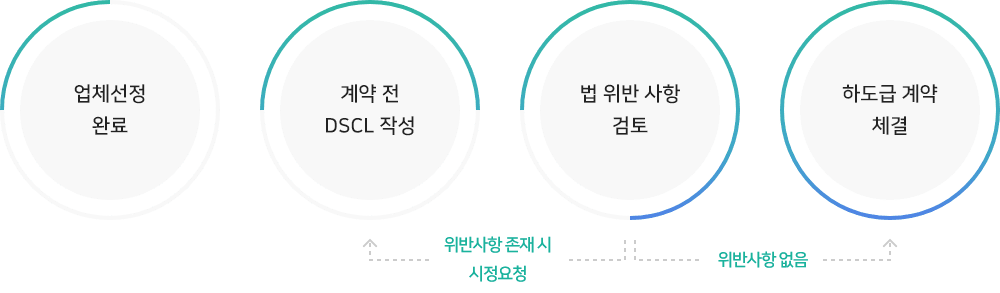 업체선정
완료
계약 전
DSCL 작성
법 위반 사항
검토
하도급 계약
체결
위반사항 존재 시
시정요청
위반사항 없음